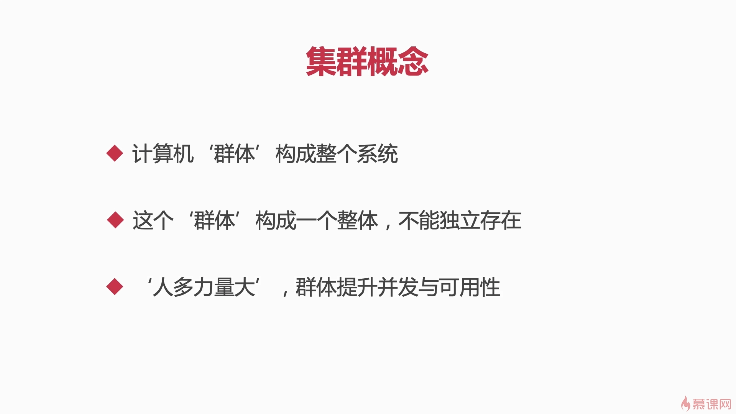 集群概念
计算机‘群体’构成整个系统
这个‘群体’构成一个整体，不能独立存在
‘人多力量大’，群体提升并发与可用性
慕课网